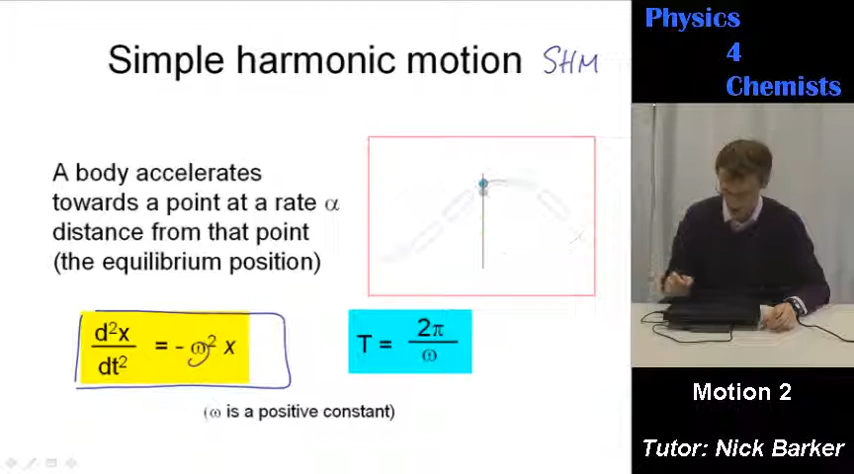 Simple harmonic motion SHM
A body accelerates
towards a point at a rate α
distance from that point
(the equilibrium position)
d²x
dt²
= - ω² x
T = 2π
ω
(ω is a positive constant)
Physics
4
Chemists
Motion 2
Tutor: Nick Barker